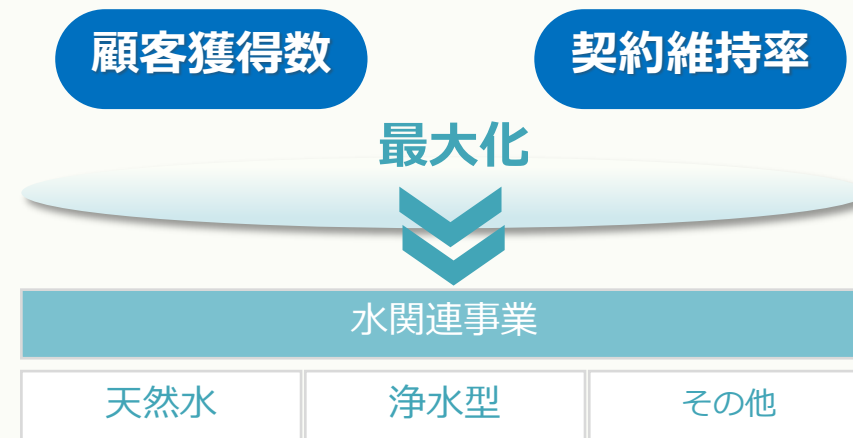 顧客獲得数 契約維持率
最大化
水関連事業
天然水 浄水型 その他